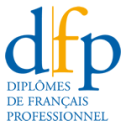 dfp
DIPLÔMES
DE FRANÇAIS
PROFESSIONNEL